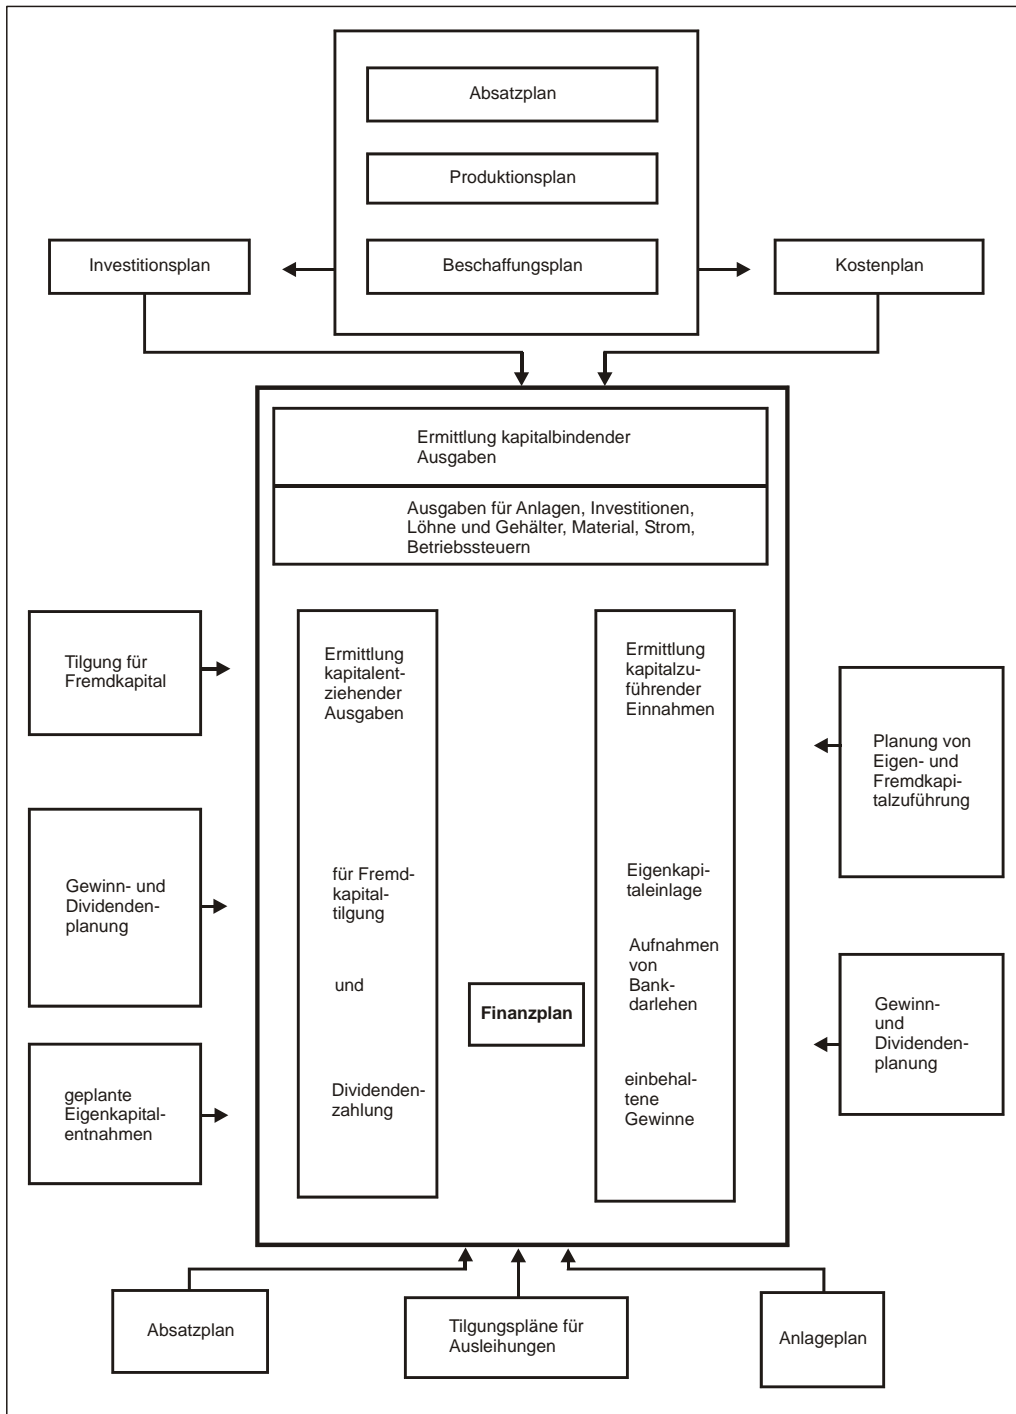 Absatzplan
Produktionsplan
Investitionsplan
Beschaffungsplan
Kostenplan
Ermittlung kapitalbindender
Ausgaben
Ausgaben für Anlagen, Investitionen,
Löhne und Gehälter, Material, Strom,
Betriebssteuern
Tilgung für
Fremdkapital
Gewinn- und
Dividenden-
planung
geplante
Eigenkapital-
entnahmen
Ermittlung
kapitalent-
ziehender
Ausgaben
für Fremd-
kapital-
tilgung
und
Dividenden-
zahlung
Finanzplan
Ermittlung
kapitalzu-
führender
Einnahmen
Eigenkapi-
taleinlage
Aufnahmen
von
Bank-
darlehen
einbehal-
tene
Gewinne
Planung von
Eigen- und
Fremdkapi-
talzuführung
Gewinn-
und
Dividenden-
planung
Absatzplan
Tilgungspläne für
Ausleihungen
Anlageplan